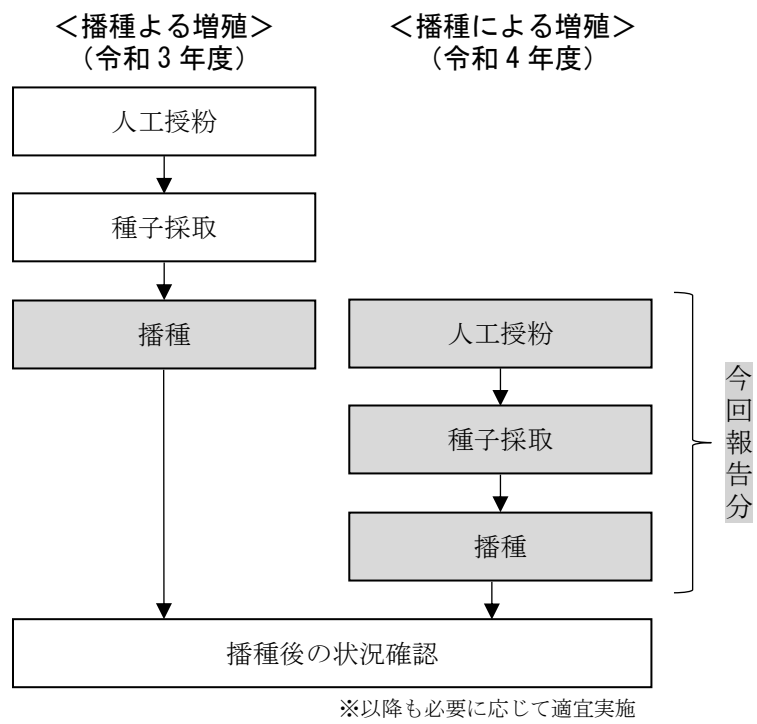 ＜播種よる増殖＞
（令和３年度）
人工授粉
種子採取
播種
＜播種による増殖＞
（令和４年度）
人工授粉
種子採取
播種
今回報告分
播種後の状況確認
※以降も必要に応じて適宜実施